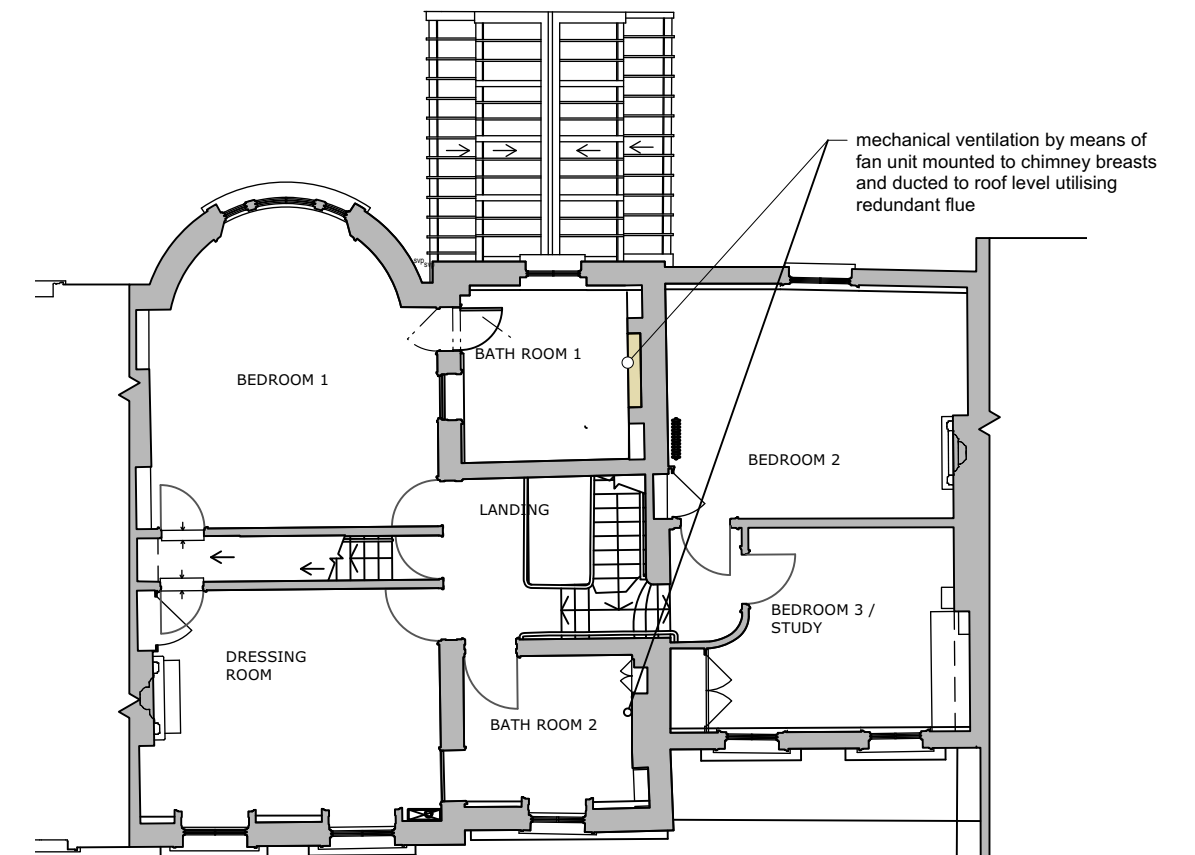 mechanical ventilation by means of
fan unit mounted to chimney breasts
and ducted to roof level utilising
redundant flue
svp
BATH ROOM 1
BEDROOM 1
BEDROOM 2
LANDING
BEDROOM 3 /
STUDY
DRESSING
ROOM
BATH ROOM 2